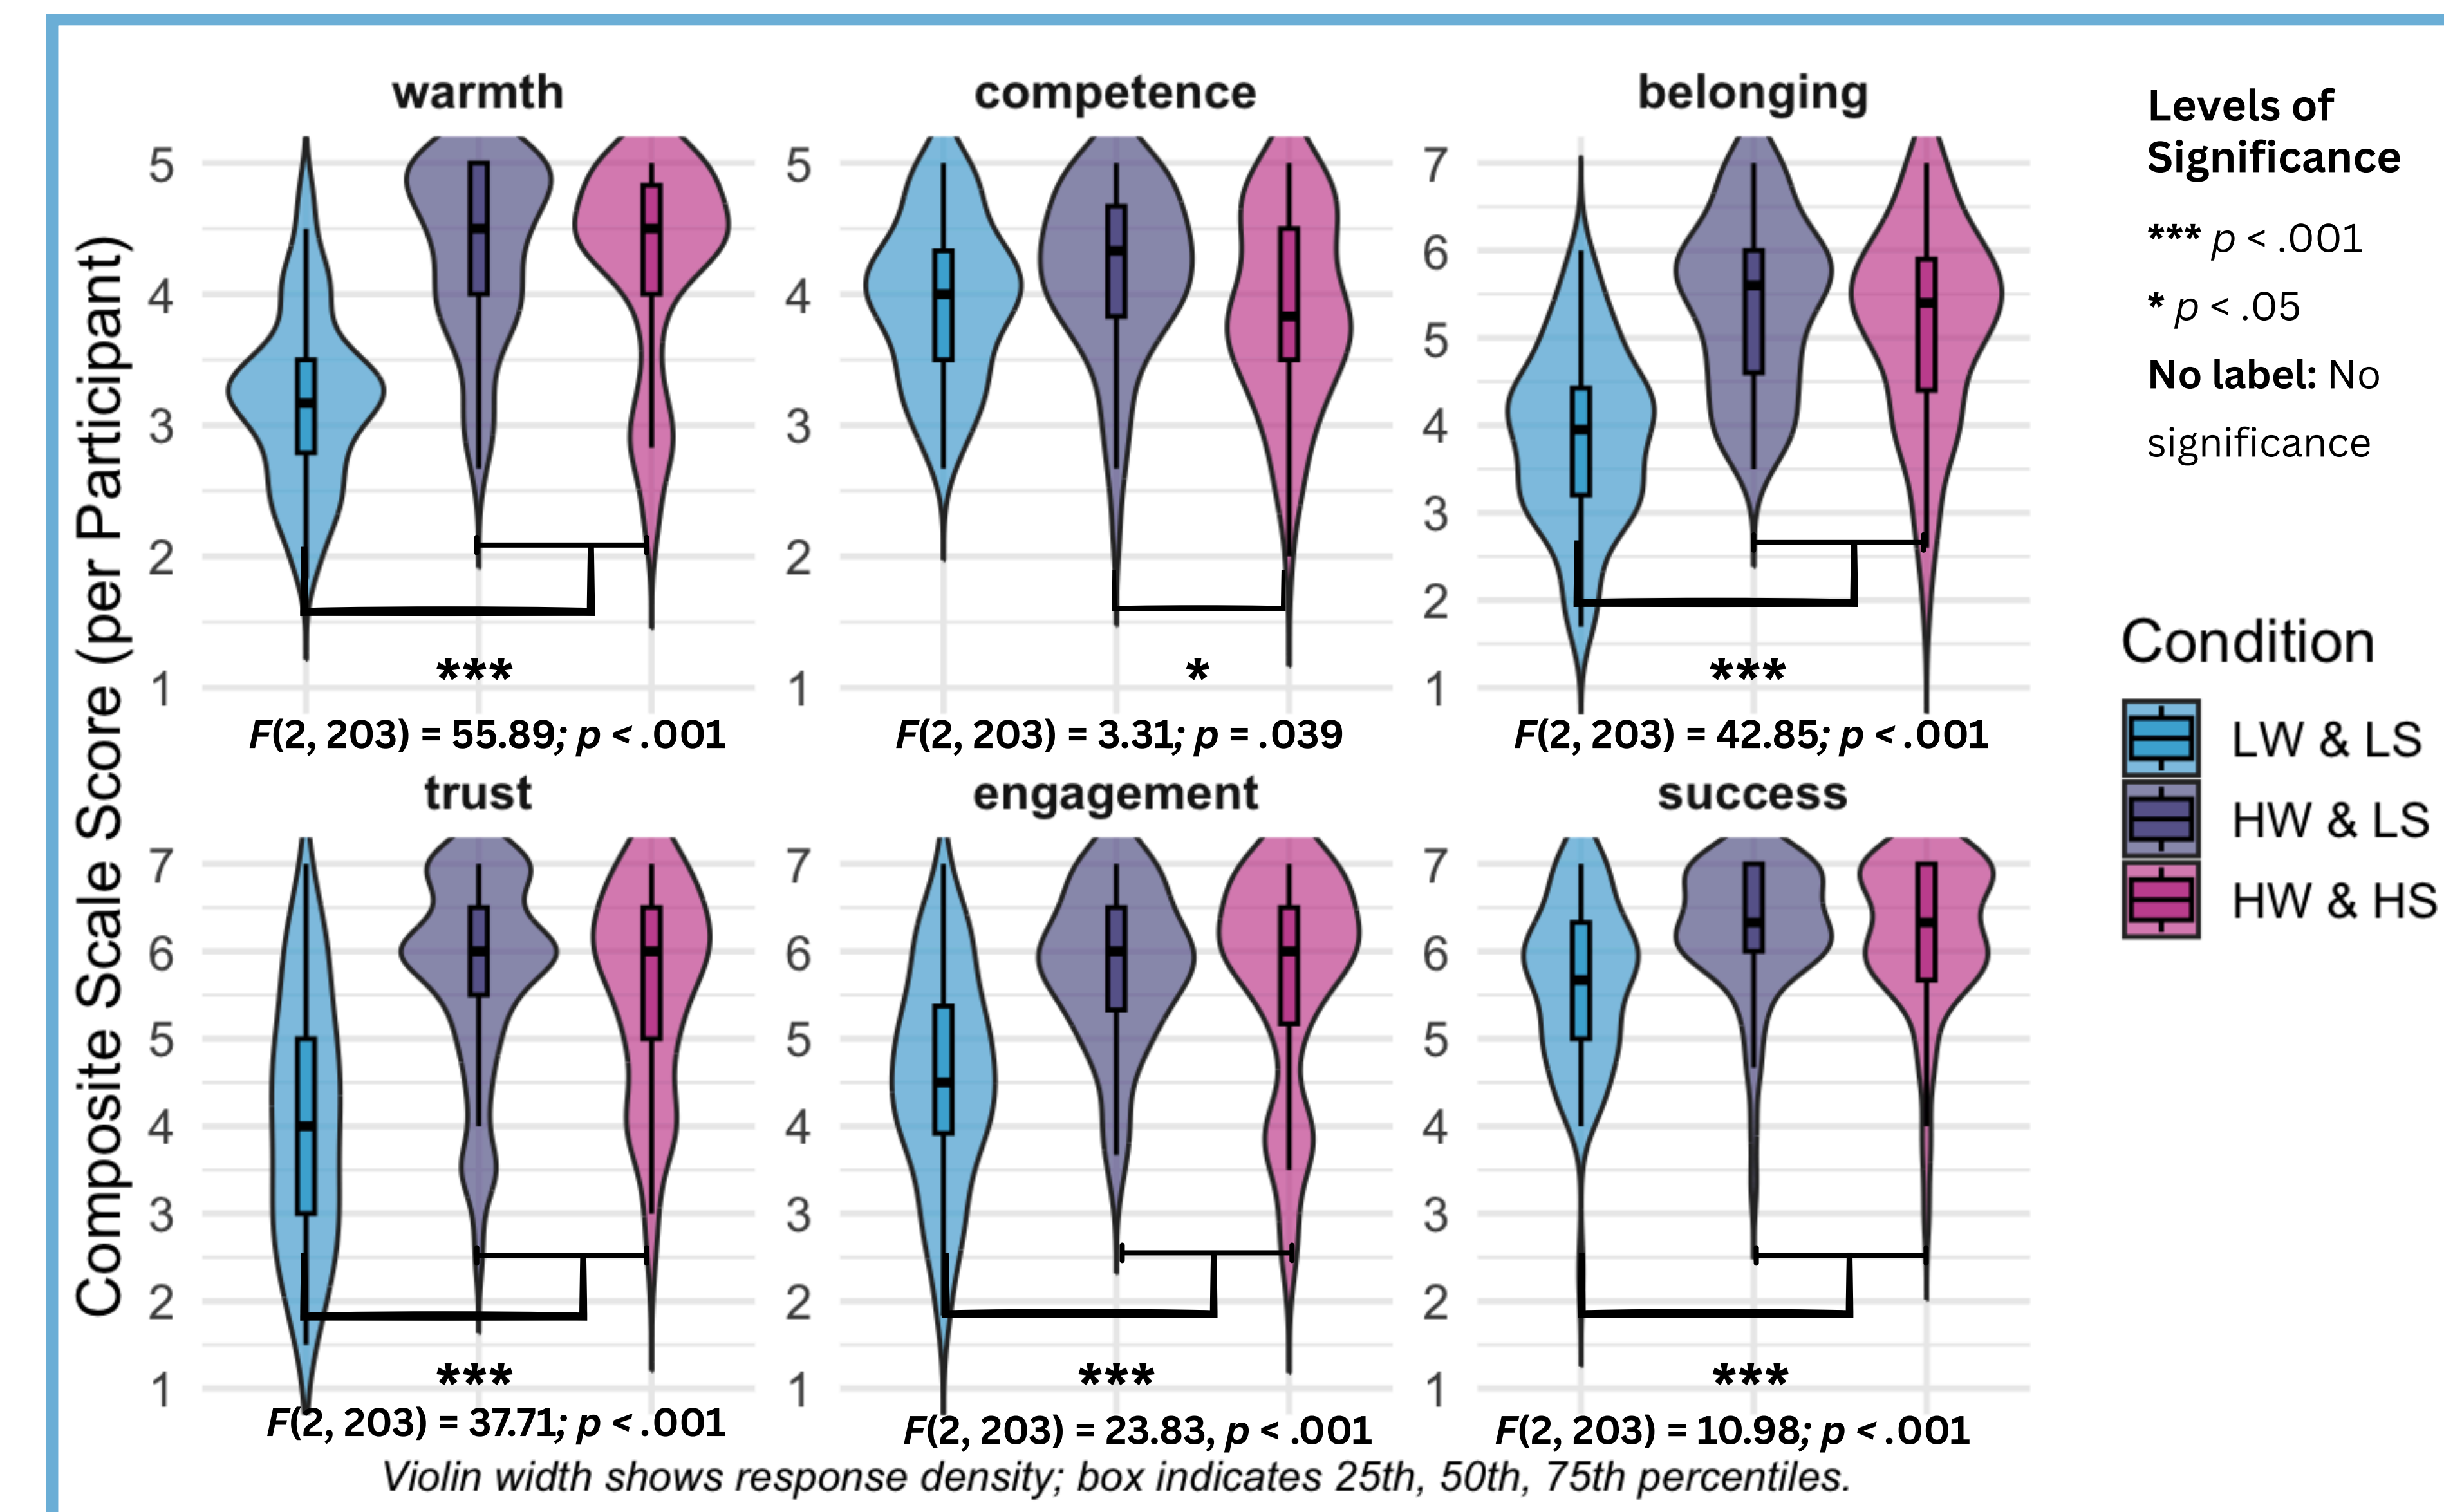 warmth
competence
belonging
Composite Scale Score (per Participant)
5
4
3
2
1
5
4
3
2
1
7
6
5
4
3
2
1
***
*
***
F(2, 203) = 55.89; p < .001
F(2, 203) = 3.31; p = .039
F(2, 203) = 42.85; p < .001
trust
engagement
success
7
6
5
4
3
2
1
7
6
5
4
3
2
1
7
6
5
4
3
2
1
***
***
***
F(2, 203) = 37.71; p < .001
F(2, 203) = 23.83, p < .001
F(2, 203) = 10.98; p < .001
Violin width shows response density; box indicates 25th, 50th, 75th percentiles.
Levels of
Significance
*** p < .001
* p < .05
No label: No
significance
Condition
LW & LS
HW & LS
HW & HS